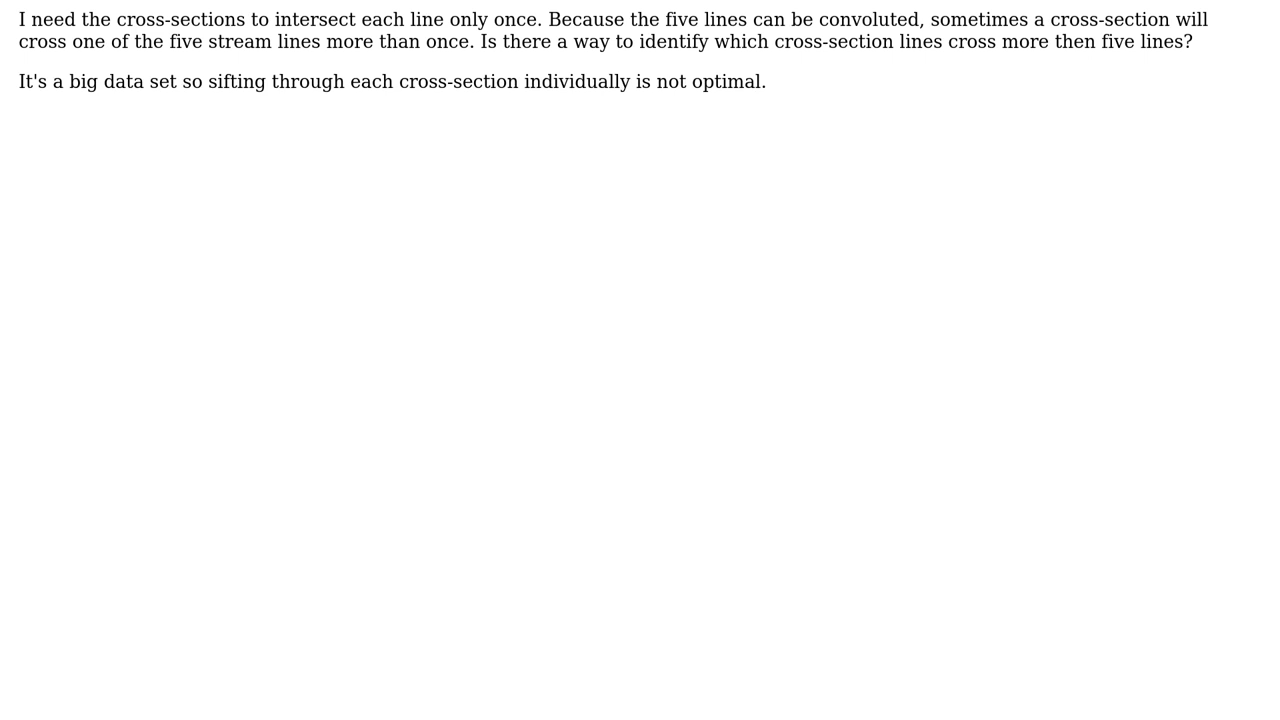 I need the cross-sections to intersect each line only once. Because the five lines can be convoluted, sometimes a cross-section will
cross one of the five stream lines more than once. Is there a way to identify which cross-section lines cross more then five lines?
It's a big data set so sifting through each cross-section individually is not optimal.